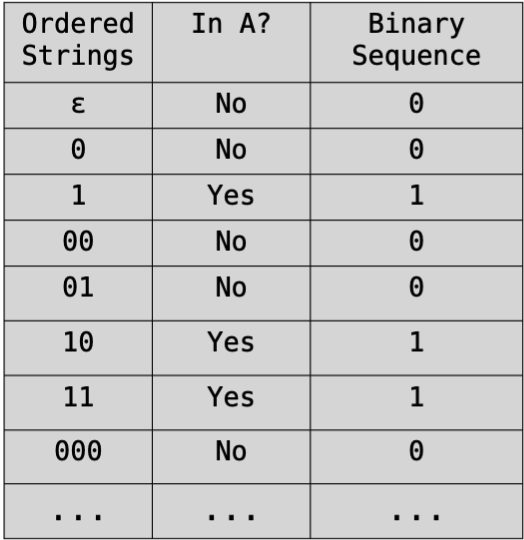 Ordered Strings | In A? | Binary Sequence
ε | No | 0
0 | No | 0
1 | Yes | 1
00 | No | 0
01 | No | 0
10 | Yes | 1
11 | Yes | 1
000 | No | 0
... | ... | ...